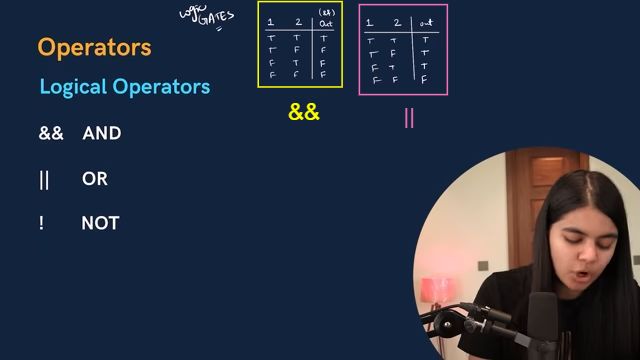 Logic
GATES
Operators
Logical Operators
&& AND
|| OR
! NOT
(&&)
1 2 Out
T T T
T F F
F T F
F F F
&&
1 2 out
T T T
T F T
F T T
F F F
||